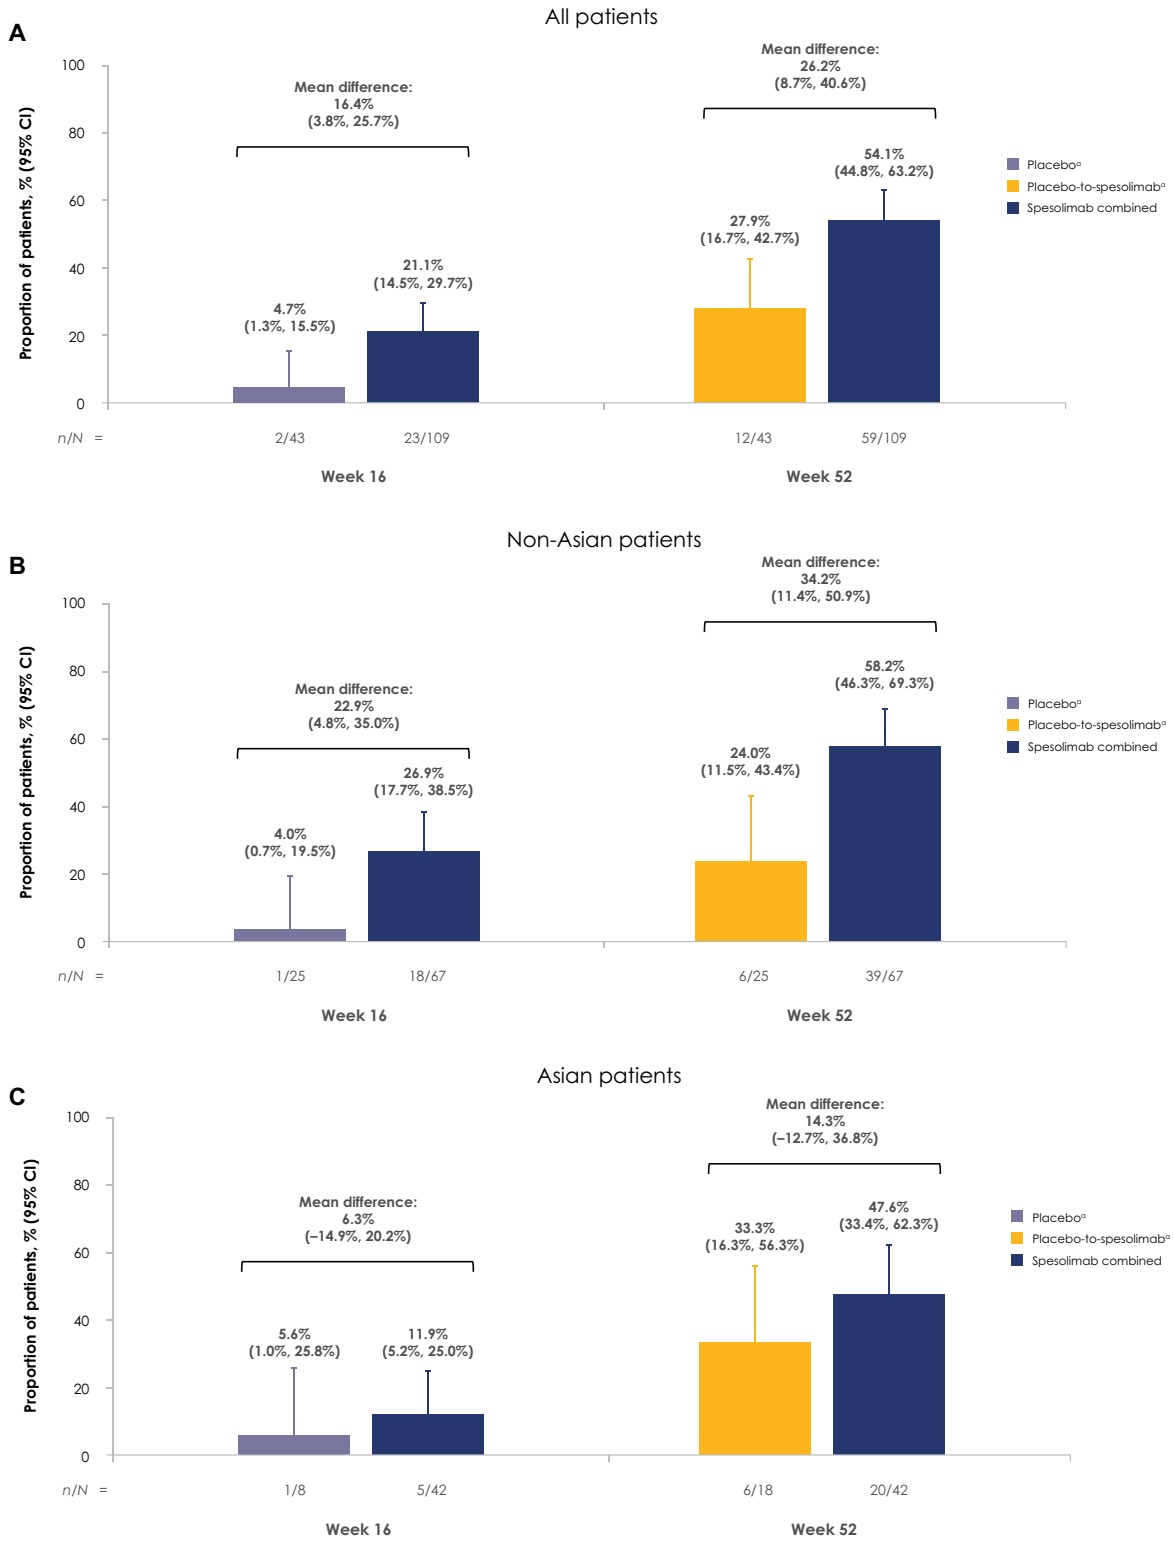 A
All patients
Mean difference:
26.2%
(8.7%, 40.6%)
Mean difference:
16.4%
(3.8%, 25.7%)
54.1%
(44.8%, 63.2%)
27.9%
(16.7%, 42.7%)
21.1%
(14.5%, 29.7%)
4.7%
(1.3%, 15.5%)
Proportion of patients, % (95% CI)
100
80
60
40
20
0
Placeboᵃ
Placebo-to-spesolimabᵃ
Spesolimab combined
n/N = 2/43 23/109 12/43 59/109
Week 16 Week 52
B
Non-Asian patients
Mean difference:
34.2%
(11.4%, 50.9%)
Mean difference:
22.9%
(4.8%, 35.0%)
58.2%
(46.3%, 69.3%)
24.0%
(11.5%, 43.4%)
26.9%
(17.7%, 38.5%)
4.0%
(0.7%, 19.5%)
Proportion of patients, % (95% CI)
100
80
60
40
20
0
Placeboᵃ
Placebo-to-spesolimabᵃ
Spesolimab combined
n/N = 1/25 18/67 6/25 39/67
Week 16 Week 52
C
Asian patients
Mean difference:
14.3%
(–12.7%, 36.8%)
Mean difference:
6.3%
(–14.9%, 20.2%)
47.6%
(33.4%, 62.3%)
33.3%
(16.3%, 56.3%)
5.6%
(1.0%, 25.8%)
11.9%
(5.2%, 25.0%)
Proportion of patients, % (95% CI)
100
80
60
40
20
0
Placeboᵃ
Placebo-to-spesolimabᵃ
Spesolimab combined
n/N = 1/8 5/42 6/18 20/42
Week 16 Week 52